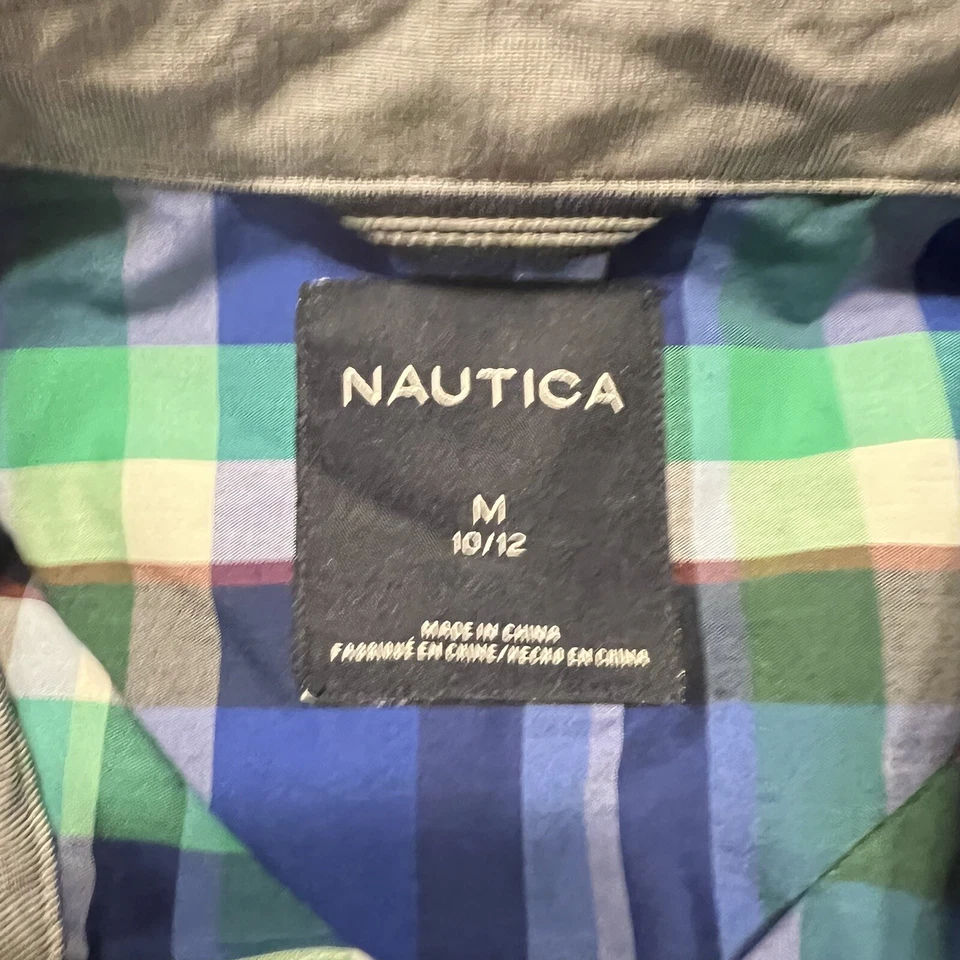 NAUTICA
M
10/12
MADE IN CHINA
FABRIQUÉ EN CHINE/HECHO EN CHINA